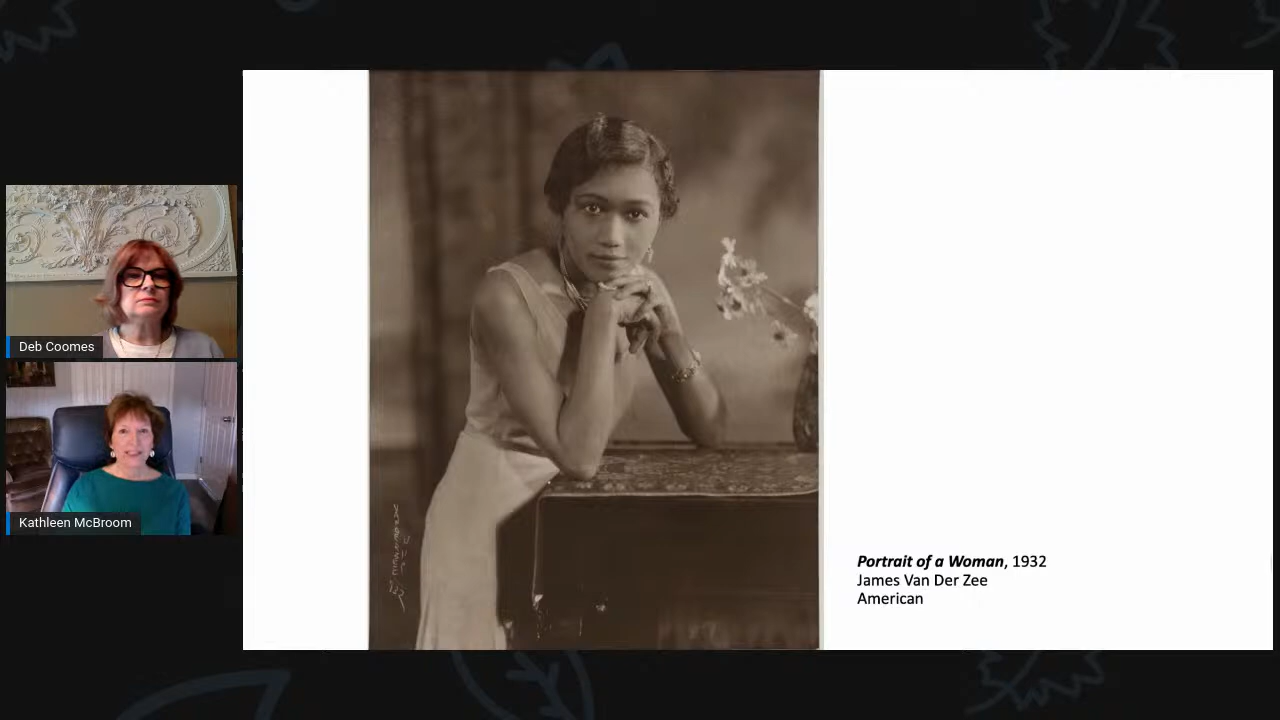 Deb Coomes
Kathleen McBroom
Portrait of a Woman, 1932
James Van Der Zee
American